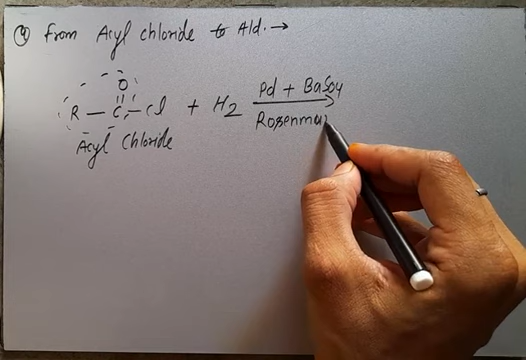 ④ From Acyl chloride to Ald. →
O
||
R — C — Cl + H2 Pd + BaSO4 →
Rosenmu
Acyl Chloride